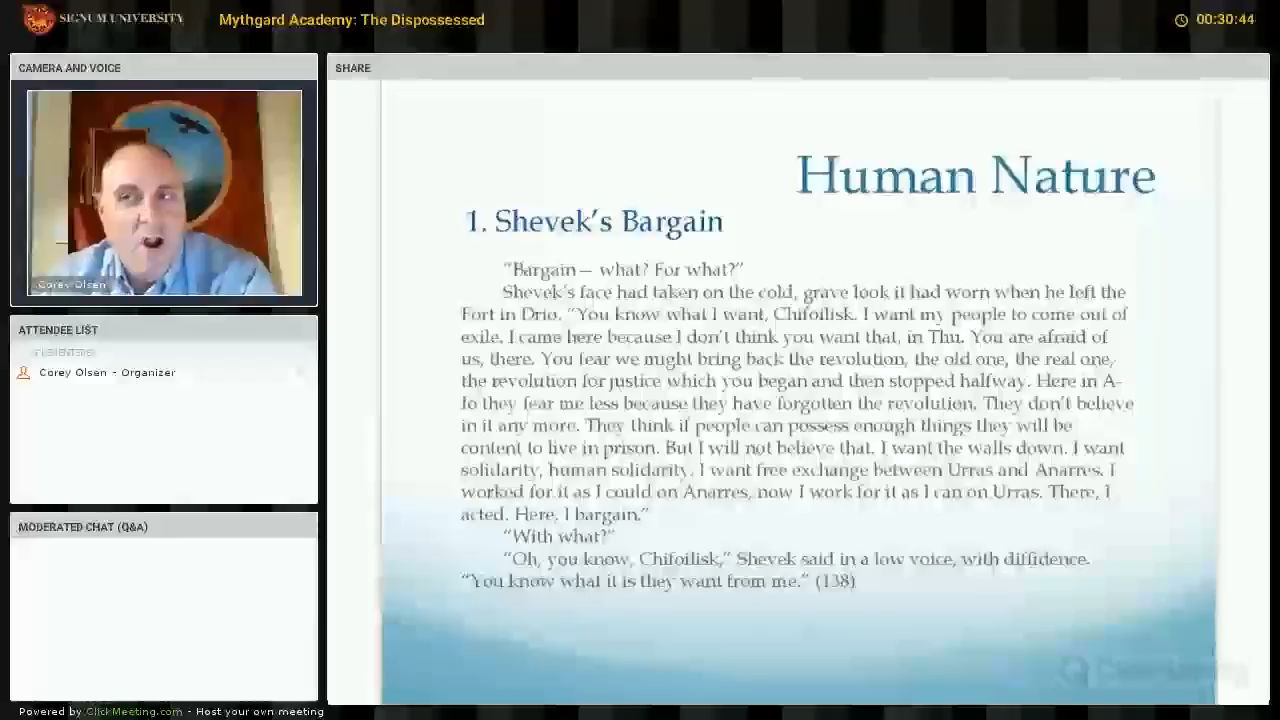 SIGNUM UNIVERSITY
Mythgard Academy: The Dispossessed
00:30:44
CAMERA AND VOICE
Corey Olsen
ATTENDEE LIST
Corey Olsen - Organizer
MODERATED CHAT (Q&A)
SHARE
Human Nature
1. Shevek's Bargain
"Bargain — what? For what?"
Shevek's face had taken on the cold, grave look it had worn when he left the
Fort in Drio. "You know what I want, Chifoilisk. I want my people to come out of
exile. I came here because I don't think you want that, in Thu. You are afraid of
us, there. You fear we might bring back the revolution, the old one, the real one,
the revolution for justice which you began and then stopped halfway. Here in A-
Io they fear me less because they have forgotten the revolution. They don't believe
in it any more. They think if people can possess enough things they will be
content to live in prison. But I will not believe that. I want the walls down. I want
solidarity, human solidarity. I want free exchange between Urras and Anarres. I
worked for it as I could on Anarres, now I work for it as I can on Urras. There, I
acted. Here, I bargain."
"With what?"
"Oh, you know, Chifoilisk," Shevek said in a low voice, with diffidence.
"You know what it is they want from me." (138)
Powered by ClickMeeting.com - Host your own meeting